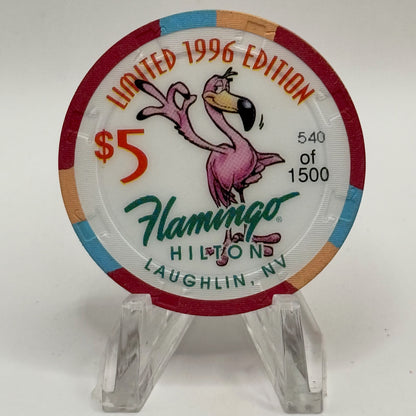 LIMITED 1996 EDITION
$5
540
of
1500
Flamingo®
HILTON
LAUGHLIN, NV